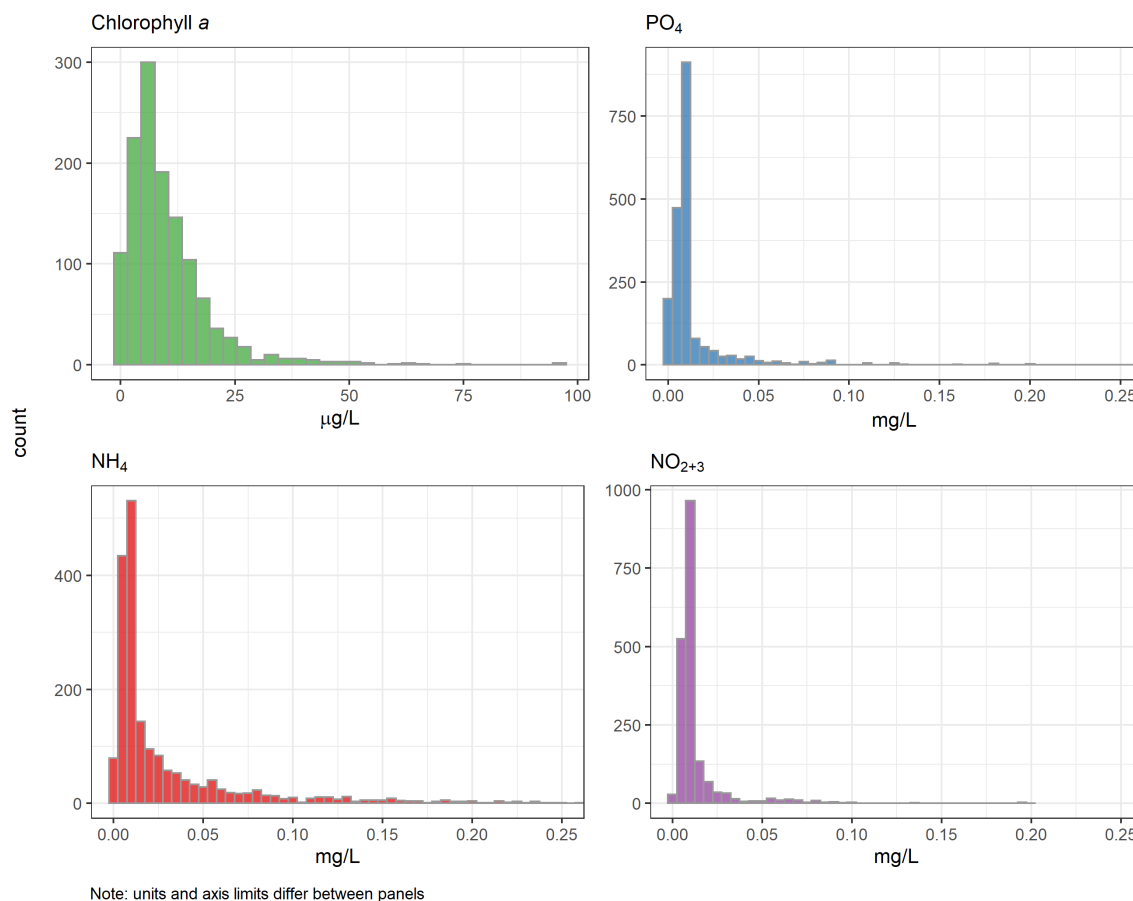 Chlorophyll a
300
200
100
0
0 25 50 75 100
μg/L
PO₄
750
500
250
0
0.00 0.05 0.10 0.15 0.20 0.25
mg/L
count
NH₄
400
200
0
0.00 0.05 0.10 0.15 0.20 0.25
mg/L
NO₂₊₃
1000
750
500
250
0
0.00 0.05 0.10 0.15 0.20 0.25
mg/L
Note: units and axis limits differ between panels